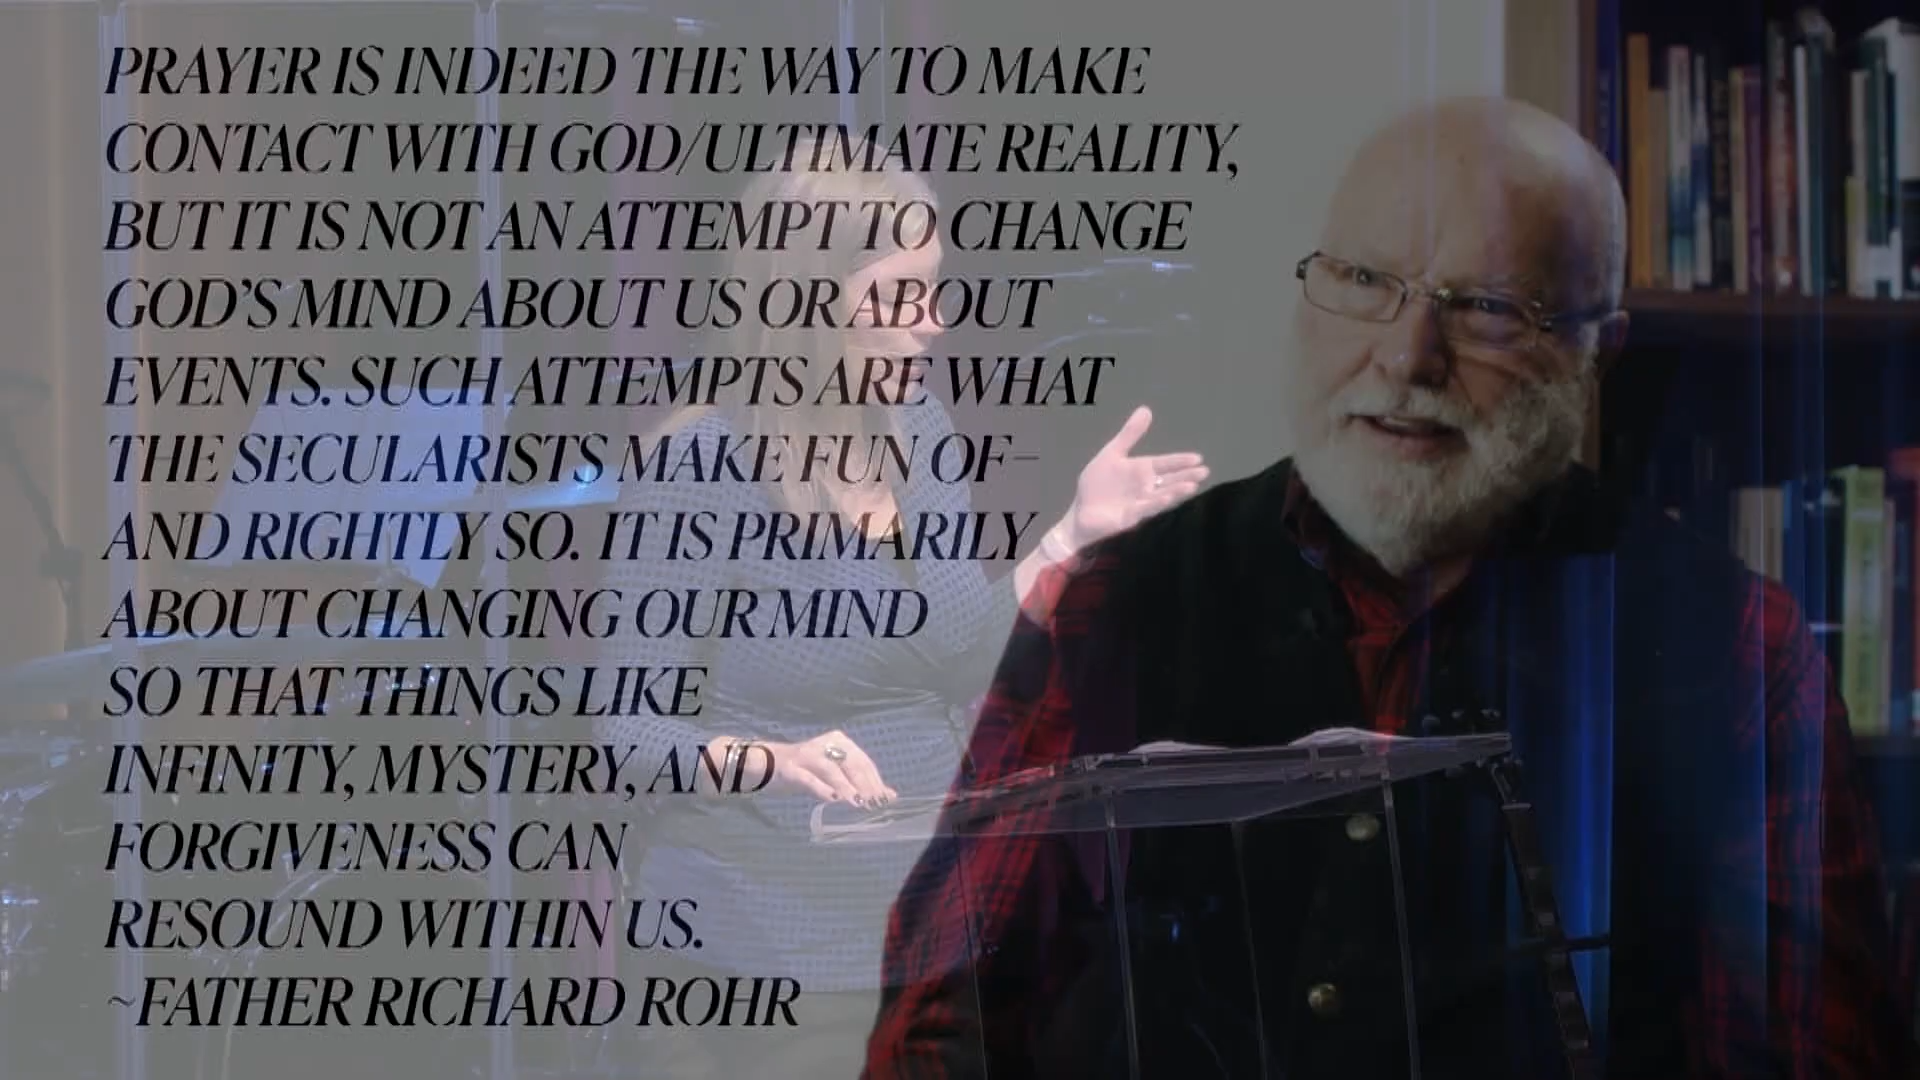 PRAYER IS INDEED THE WAY TO MAKE
CONTACT WITH GOD/ULTIMATE REALITY,
BUT IT IS NOT AN ATTEMPT TO CHANGE
GOD'S MIND ABOUT US OR ABOUT
EVENTS. SUCH ATTEMPTS ARE WHAT
THE SECULARISTS MAKE FUN OF–
AND RIGHTLY SO. IT IS PRIMARILY
ABOUT CHANGING OUR MIND
SO THAT THINGS LIKE
INFINITY, MYSTERY, AND
FORGIVENESS CAN
RESOUND WITHIN US.
~FATHER RICHARD ROHR